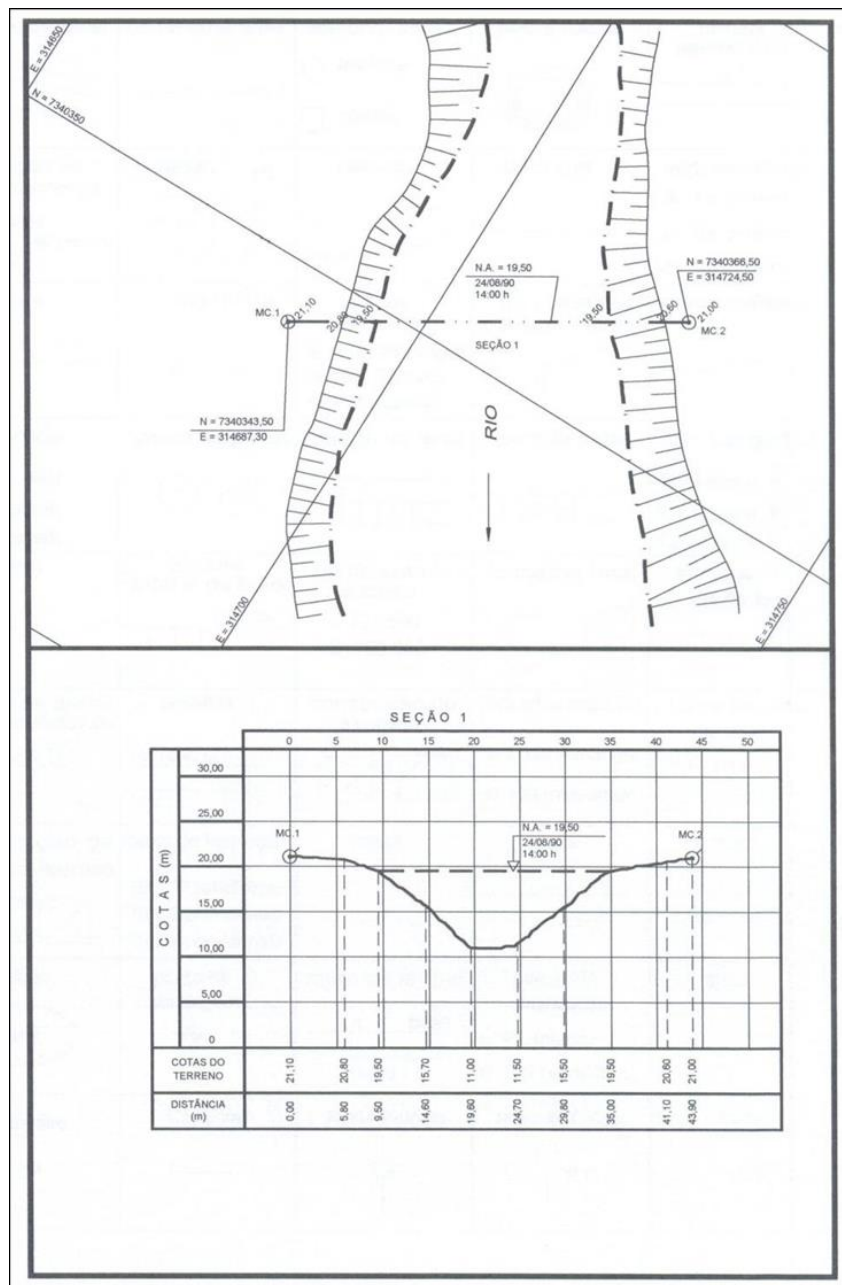 E = 314650
N = 7340350
N.A. = 19,50
24/08/90
14:00 h
N = 7340366,50
E = 314724,50
MC.1
21,10
20,80
19,50
19,50
20,60
21,00
MC.2
SEÇÃO 1
N = 7340343,50
E = 314687,30
RIO
E = 314700
E = 314750
SEÇÃO 1
0 5 10 15 20 25 30 35 40 44 50
COTAS (m)
30,00
25,00
20,00
15,00
10,00
5,00
0
MC.1
N.A. = 19,50
24/08/90
14:00 h
MC.2
COTAS DO TERRENO
21,10 20,80 19,50 15,70 11,00 11,50 15,50 19,50 20,60 21,00
DISTÂNCIA (m)
0,00 5,80 9,50 14,60 19,60 24,70 29,80 35,00 41,10 43,90